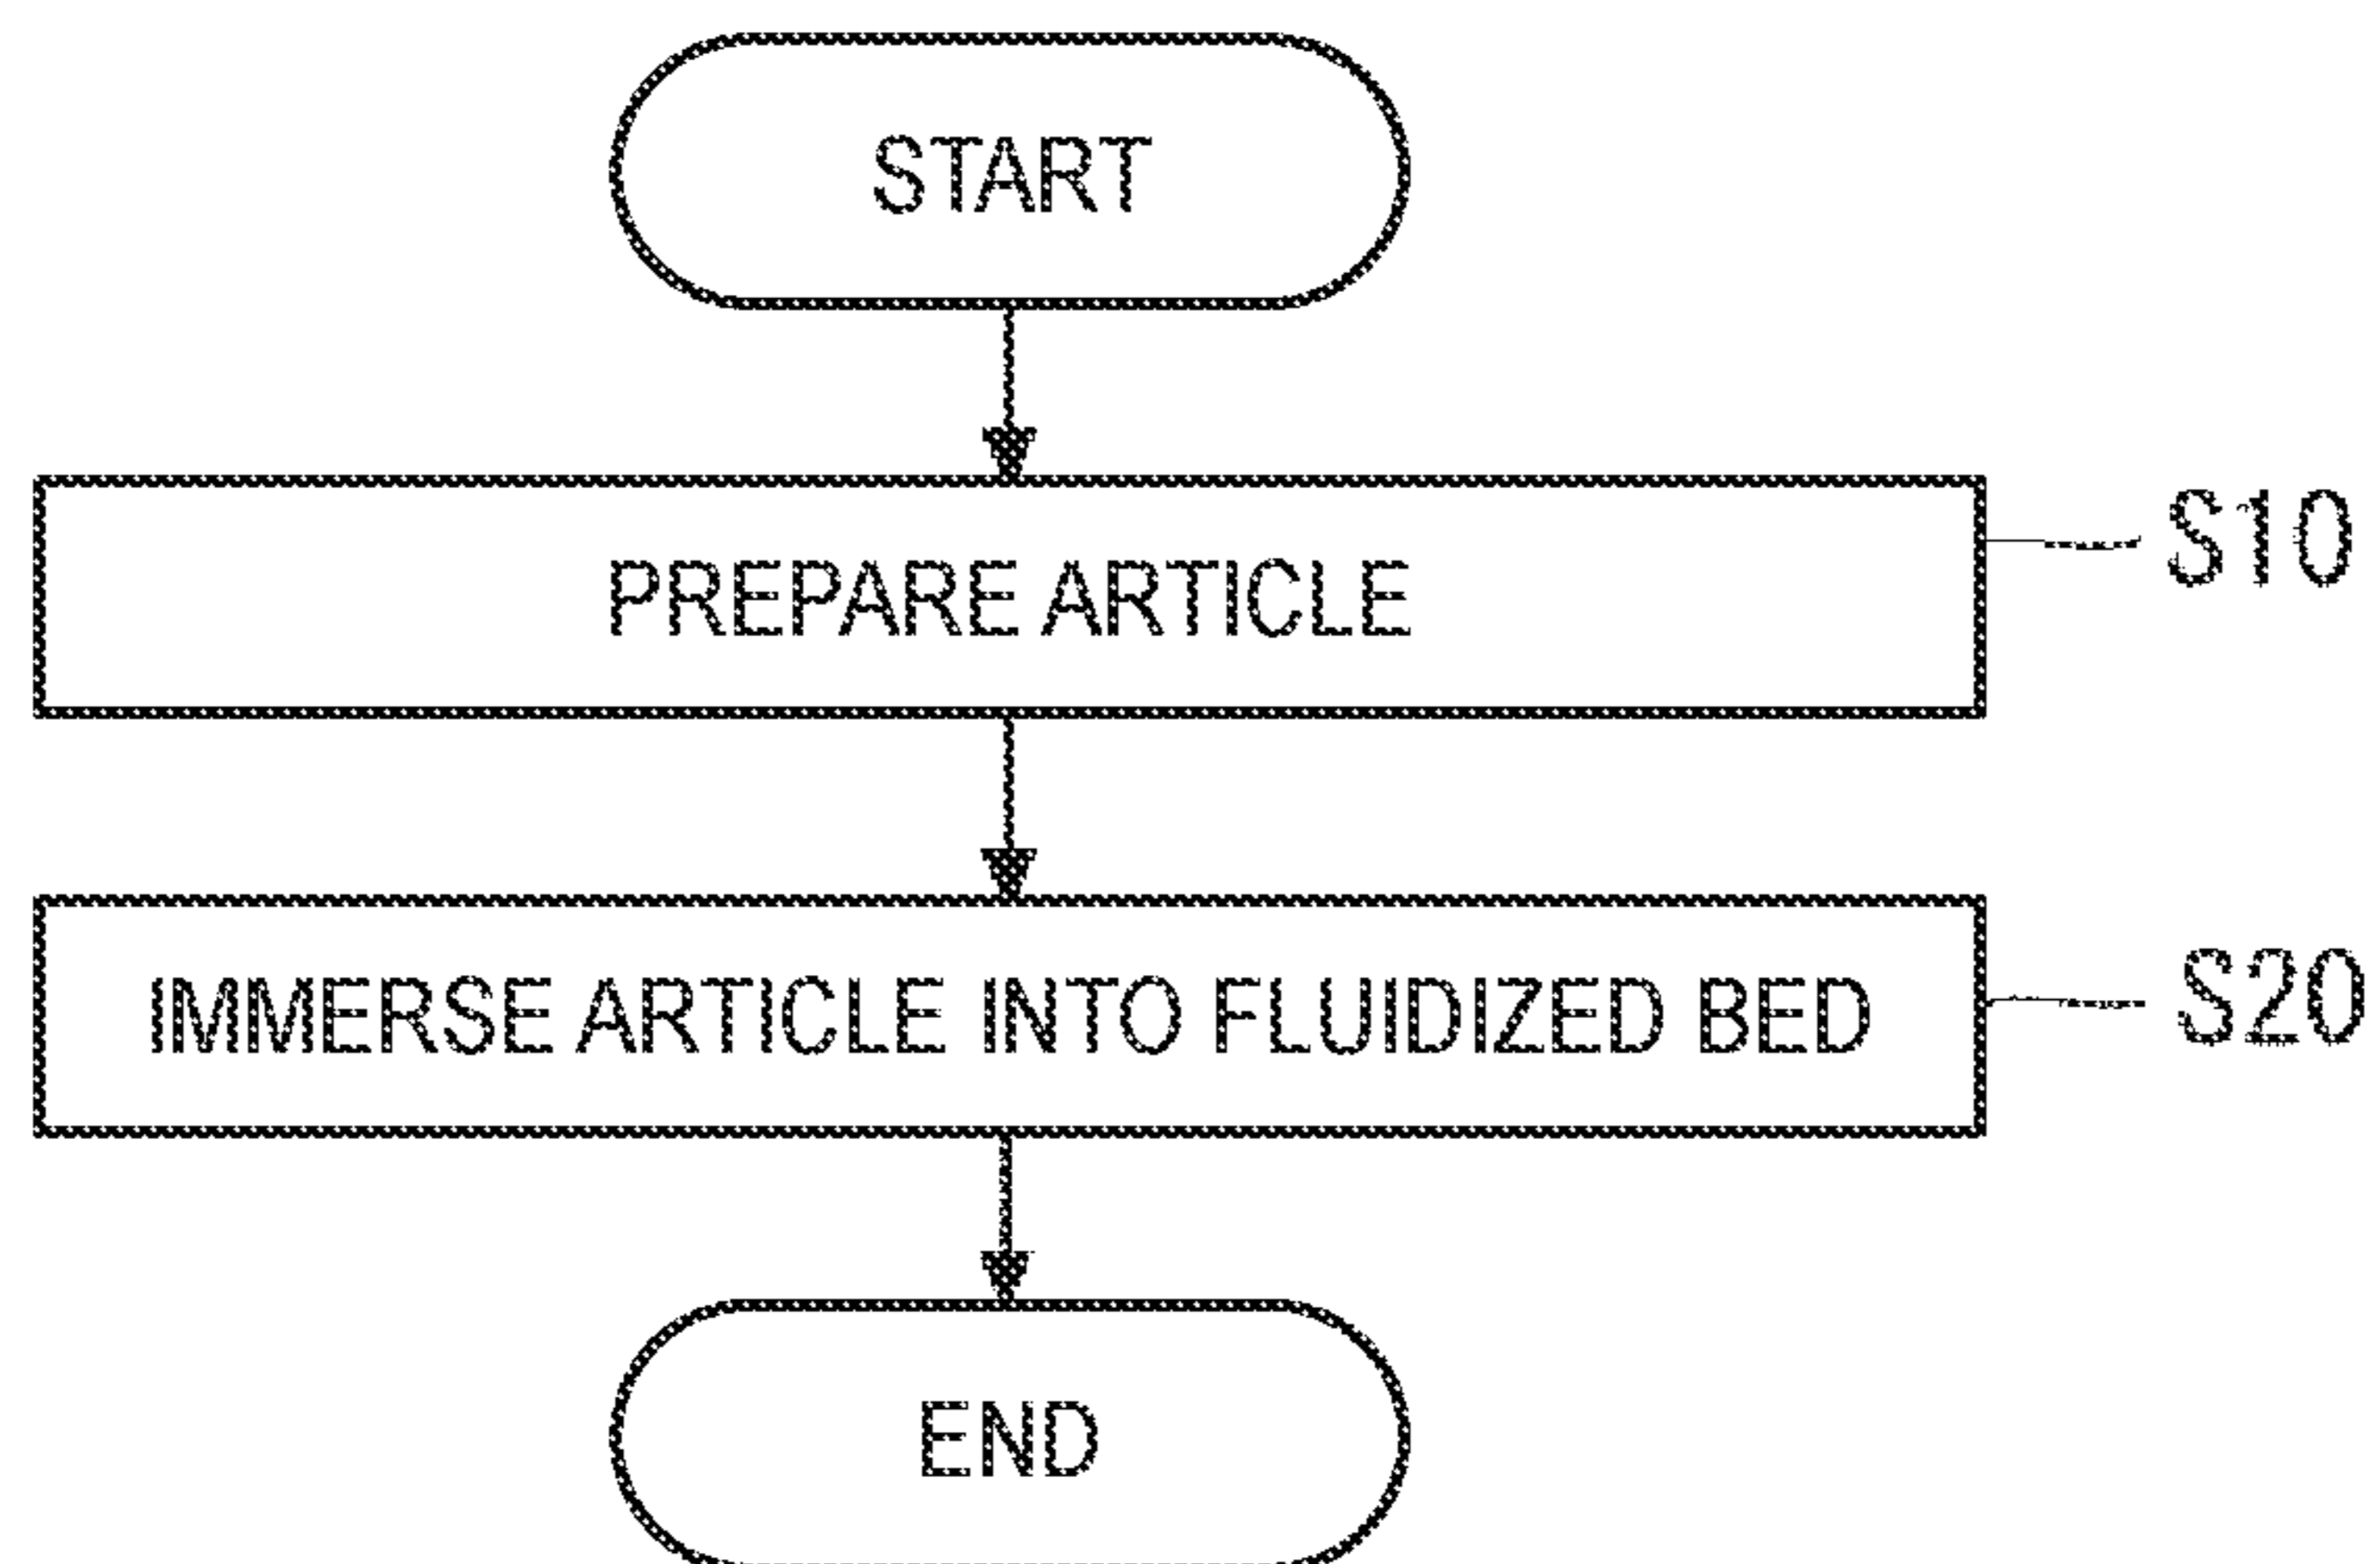 START
PREPARE ARTICLE
S10
IMMERSE ARTICLE INTO FLUIDIZED BED
S20
END